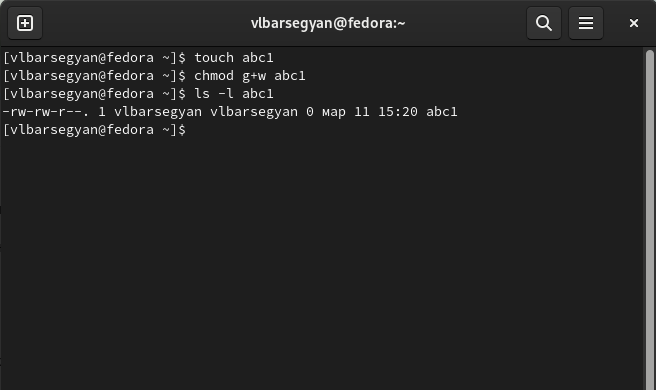 vlbarsegyan@fedora:~
[vlbarsegyan@fedora ~]$ touch abc1
[vlbarsegyan@fedora ~]$ chmod g+w abc1
[vlbarsegyan@fedora ~]$ ls -l abc1
-rw-rw-r--. 1 vlbarsegyan vlbarsegyan 0 мар 11 15:20 abc1
[vlbarsegyan@fedora ~]$